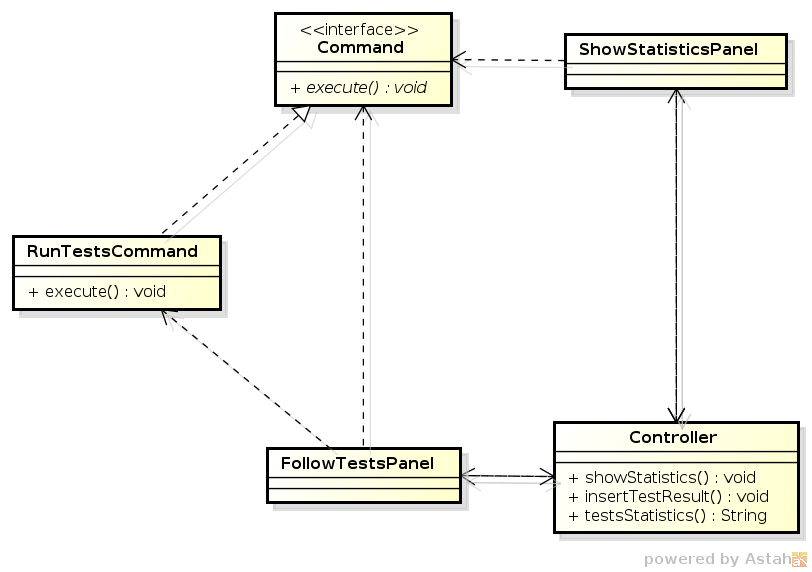 <<interface>>
Command
+ execute() : void
ShowStatisticsPanel
RunTestsCommand
+ execute() : void
FollowTestsPanel
Controller
+ showStatistics() : void
+ insertTestResult() : void
+ testsStatistics() : String
powered by Astah